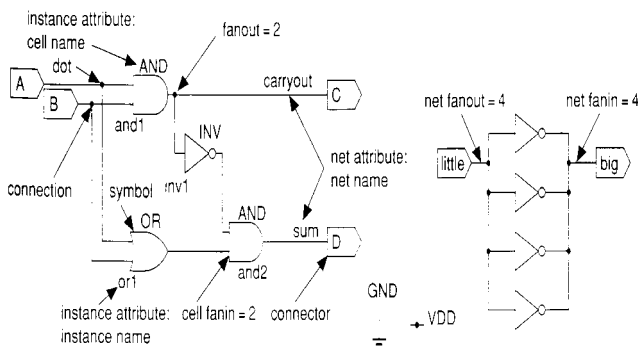 instance attribute:
cell name
dot
AND
fanout = 2
A
B
carryout
C
and1
INV
connection
inv1
net attribute:
net name
symbol
OR
AND
sum
D
or1
and2
instance attribute:
instance name
cell fanin = 2
connector
GND
VDD
net fanout = 4
net fanin = 4
little
big